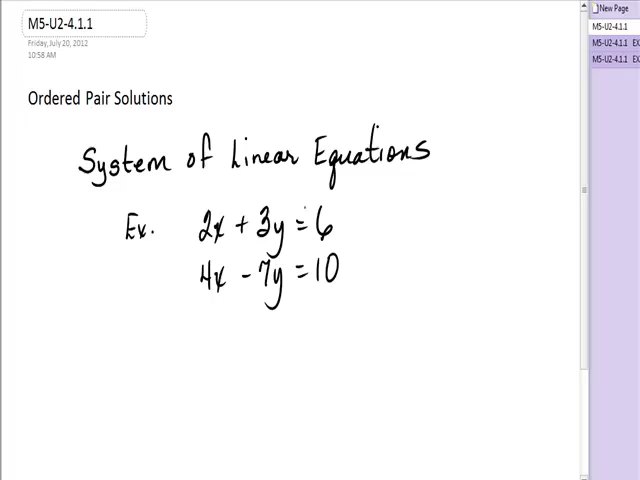 M5-U2-4.1.1
Friday, July 20, 2012
10:58 AM
Ordered Pair Solutions
System of Linear Equations
Ex. 2x + 3y = 6
4x - 7y = 10
New Page
M5-U2-4.1.1
M5-U2-4.1.1 EX
M5-U2-4.1.1 EX